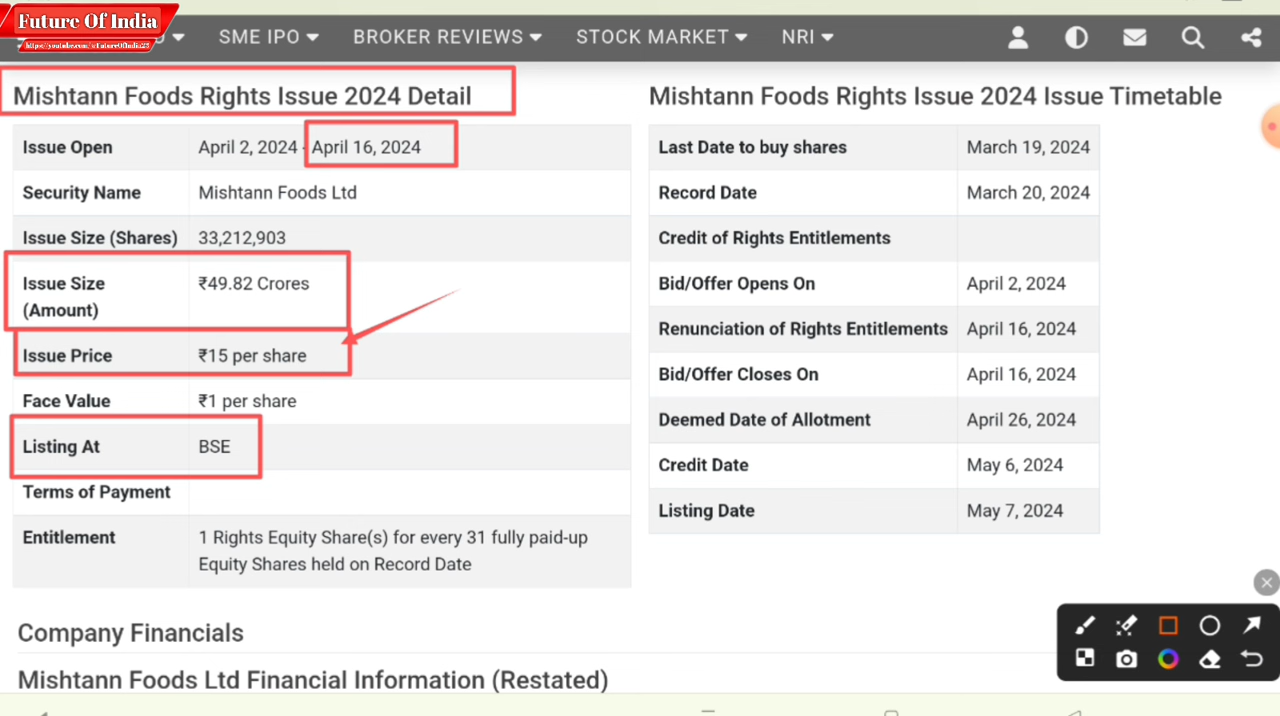 Future Of India
SME IPO
BROKER REVIEWS
STOCK MARKET
NRI
Mishtann Foods Rights Issue 2024 Detail
Issue Open April 2, 2024 - April 16, 2024
Security Name Mishtann Foods Ltd
Issue Size (Shares) 33,212,903
Issue Size ₹49.82 Crores
(Amount)
Issue Price ₹15 per share
Face Value ₹1 per share
Listing At BSE
Terms of Payment
Entitlement 1 Rights Equity Share(s) for every 31 fully paid-up
Equity Shares held on Record Date
Mishtann Foods Rights Issue 2024 Issue Timetable
Last Date to buy shares March 19, 2024
Record Date March 20, 2024
Credit of Rights Entitlements
Bid/Offer Opens On April 2, 2024
Renunciation of Rights Entitlements April 16, 2024
Bid/Offer Closes On April 16, 2024
Deemed Date of Allotment April 26, 2024
Credit Date May 6, 2024
Listing Date May 7, 2024
Company Financials
Mishtann Foods Ltd Financial Information (Restated)